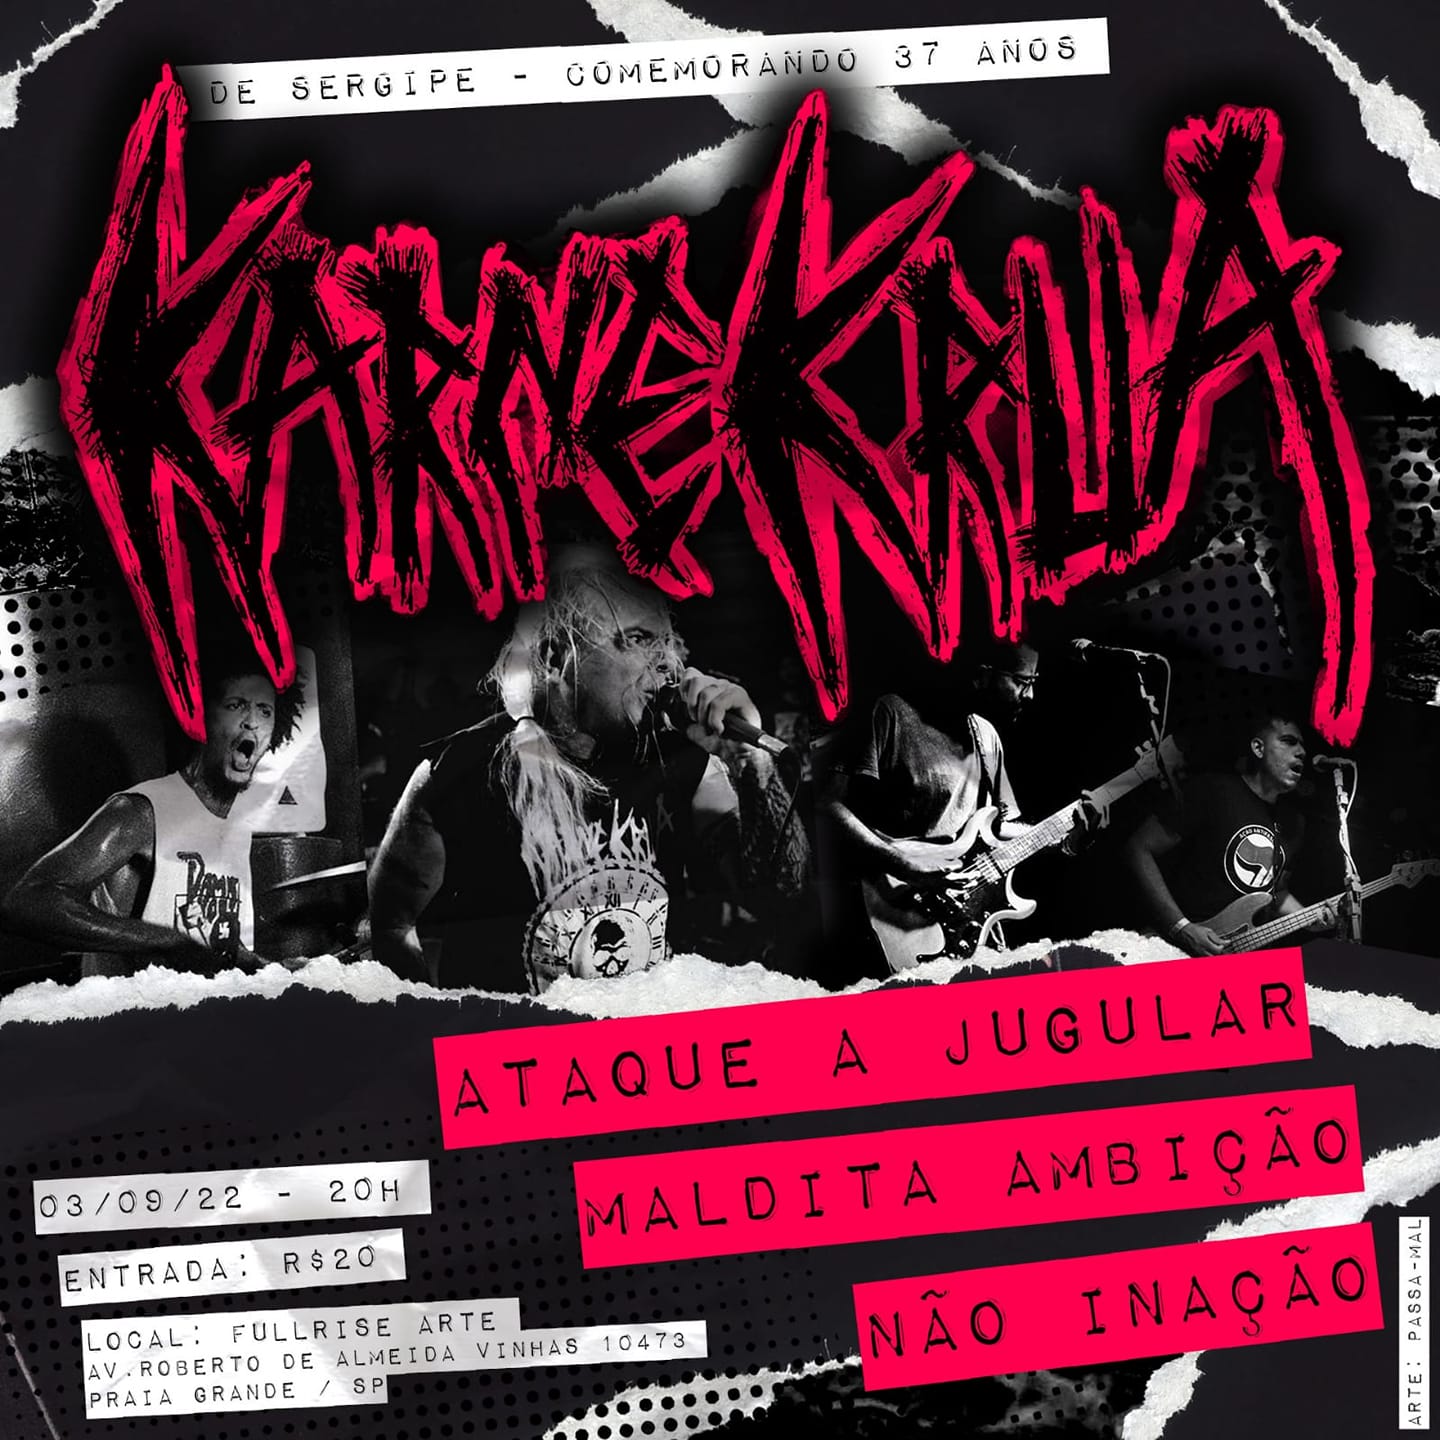 DE SERGIPE - COMEMORANDO 37 ANOS
KARNE KRUA
ATAQUE A JUGULAR
MALDITA AMBIÇÃO
NÃO INAÇÃO
03/09/22 - 20H
ENTRADA: R$20
LOCAL: FULLRISE ARTE
AV.ROBERTO DE ALMEIDA VINHAS 10473
PRAIA GRANDE / SP
ARTE: PASSA-MAL